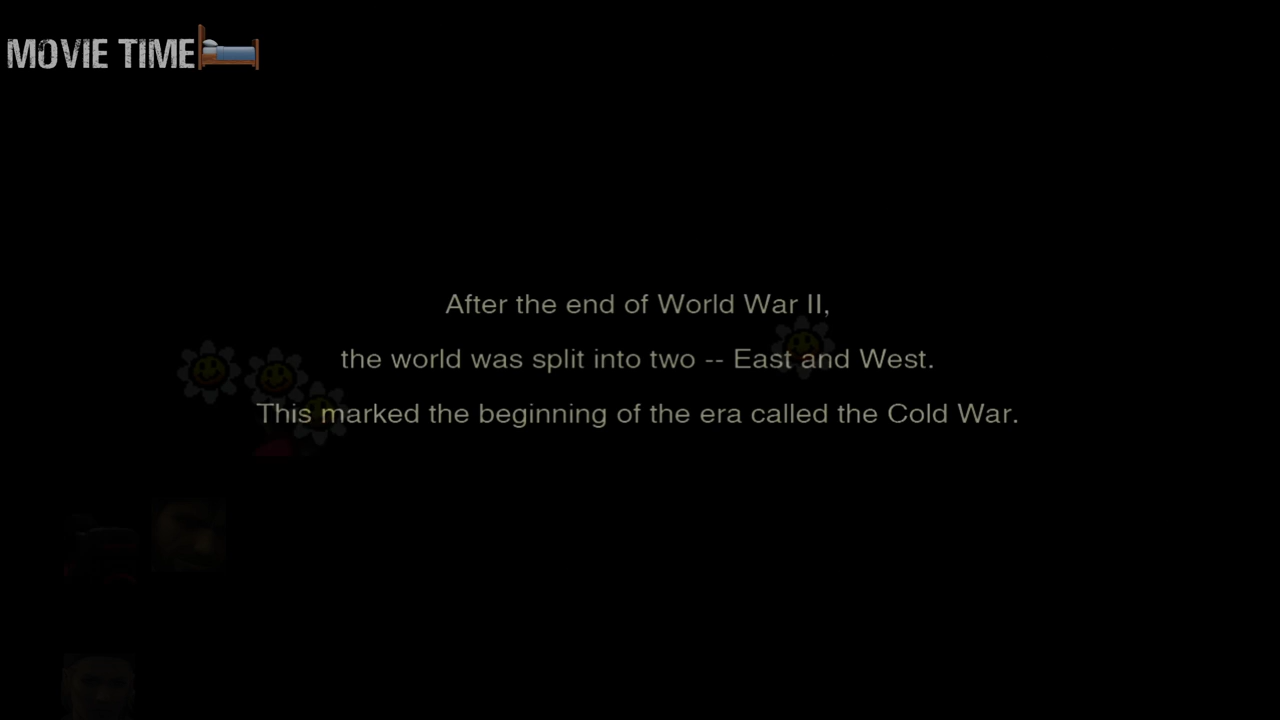 MOVIE TIME
After the end of World War II,
the world was split into two -- East and West.
This marked the beginning of the era called the Cold War.